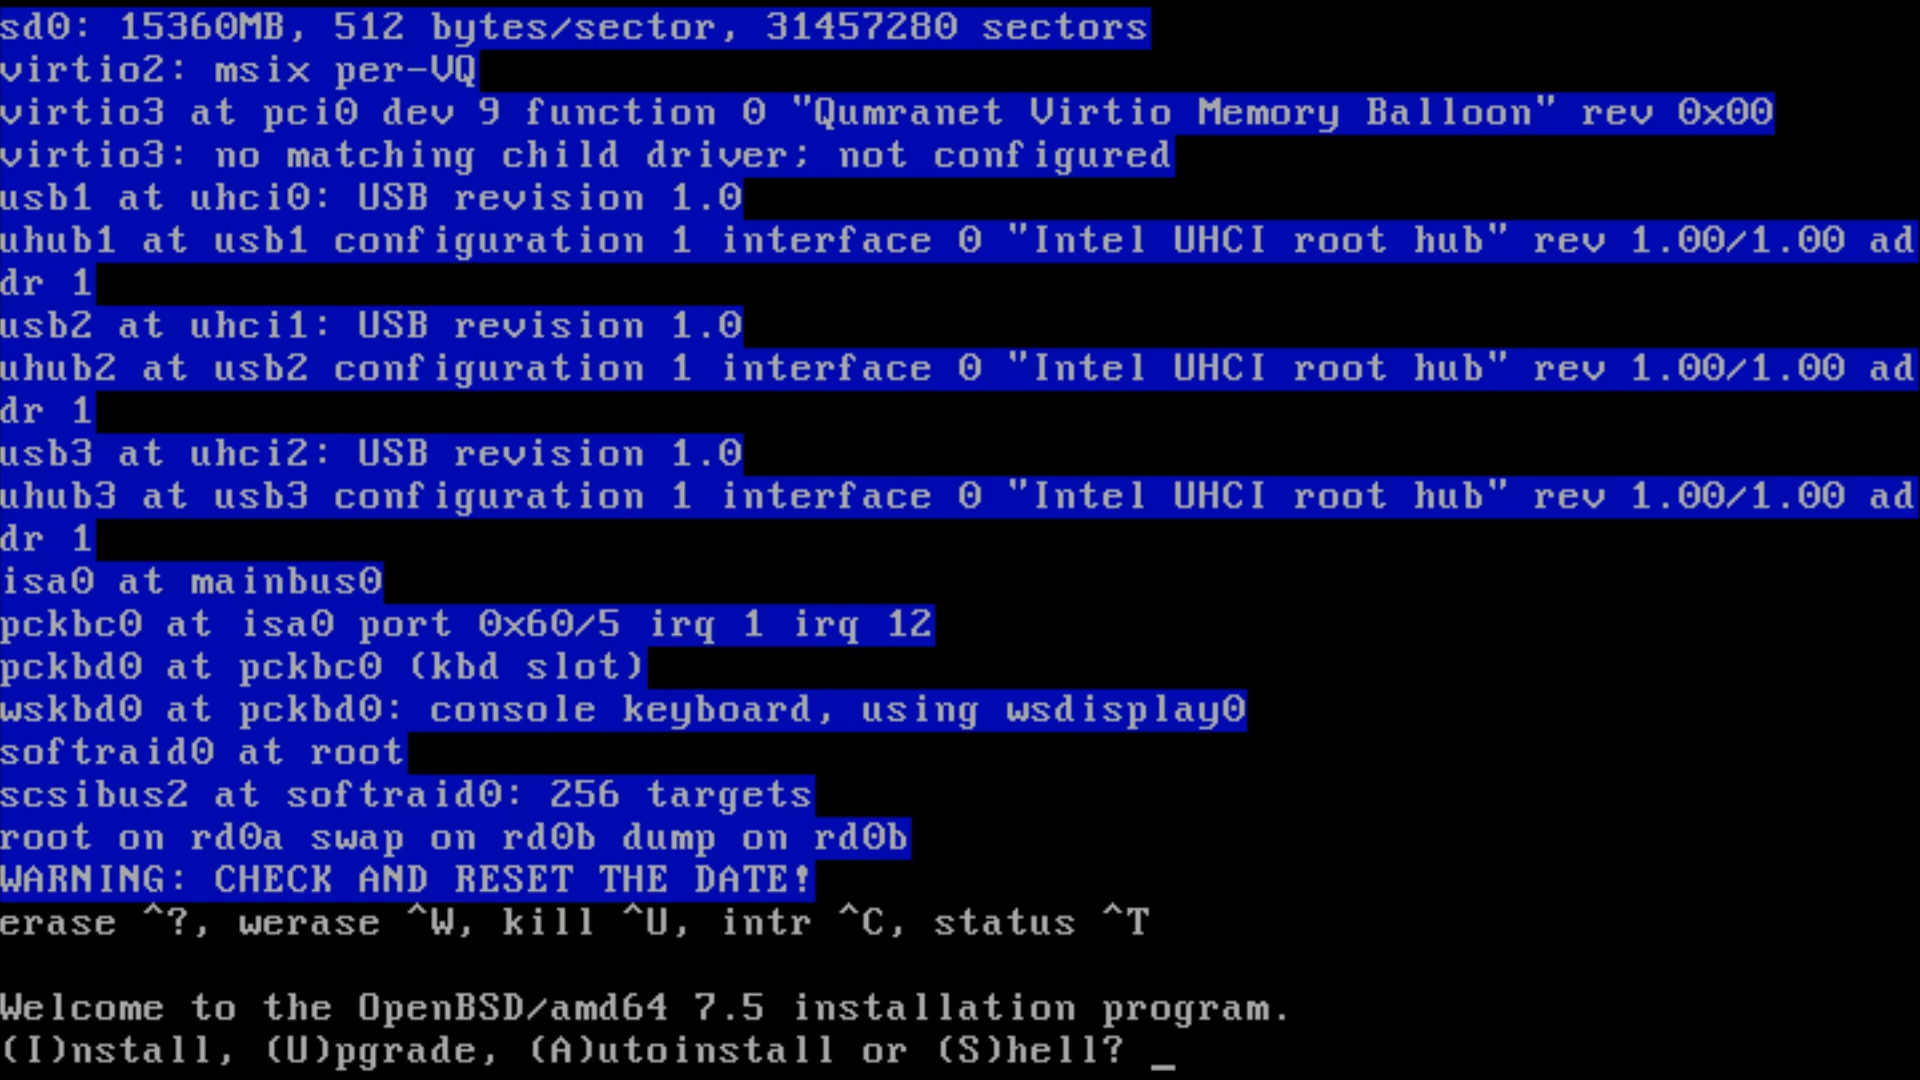 sd0: 15360MB, 512 bytes/sector, 31457280 sectors
virtio2: msix per-VQ
virtio3 at pci0 dev 9 function 0 "Qumranet Virtio Memory Balloon" rev 0x00
virtio3: no matching child driver; not configured
usb1 at uhci0: USB revision 1.0
uhub1 at usb1 configuration 1 interface 0 "Intel UHCI root hub" rev 1.00/1.00 ad
dr 1
usb2 at uhci1: USB revision 1.0
uhub2 at usb2 configuration 1 interface 0 "Intel UHCI root hub" rev 1.00/1.00 ad
dr 1
usb3 at uhci2: USB revision 1.0
uhub3 at usb3 configuration 1 interface 0 "Intel UHCI root hub" rev 1.00/1.00 ad
dr 1
isa0 at mainbus0
pckbc0 at isa0 port 0x60/5 irq 1 irq 12
pckbd0 at pckbc0 (kbd slot)
wskbd0 at pckbd0: console keyboard, using wsdisplay0
softraid0 at root
scsibus2 at softraid0: 256 targets
root on rd0a swap on rd0b dump on rd0b
WARNING: CHECK AND RESET THE DATE!
erase ^?, werase ^W, kill ^U, intr ^C, status ^T
Welcome to the OpenBSD/amd64 7.5 installation program.
(I)nstall, (U)pgrade, (A)utoinstall or (S)hell? _